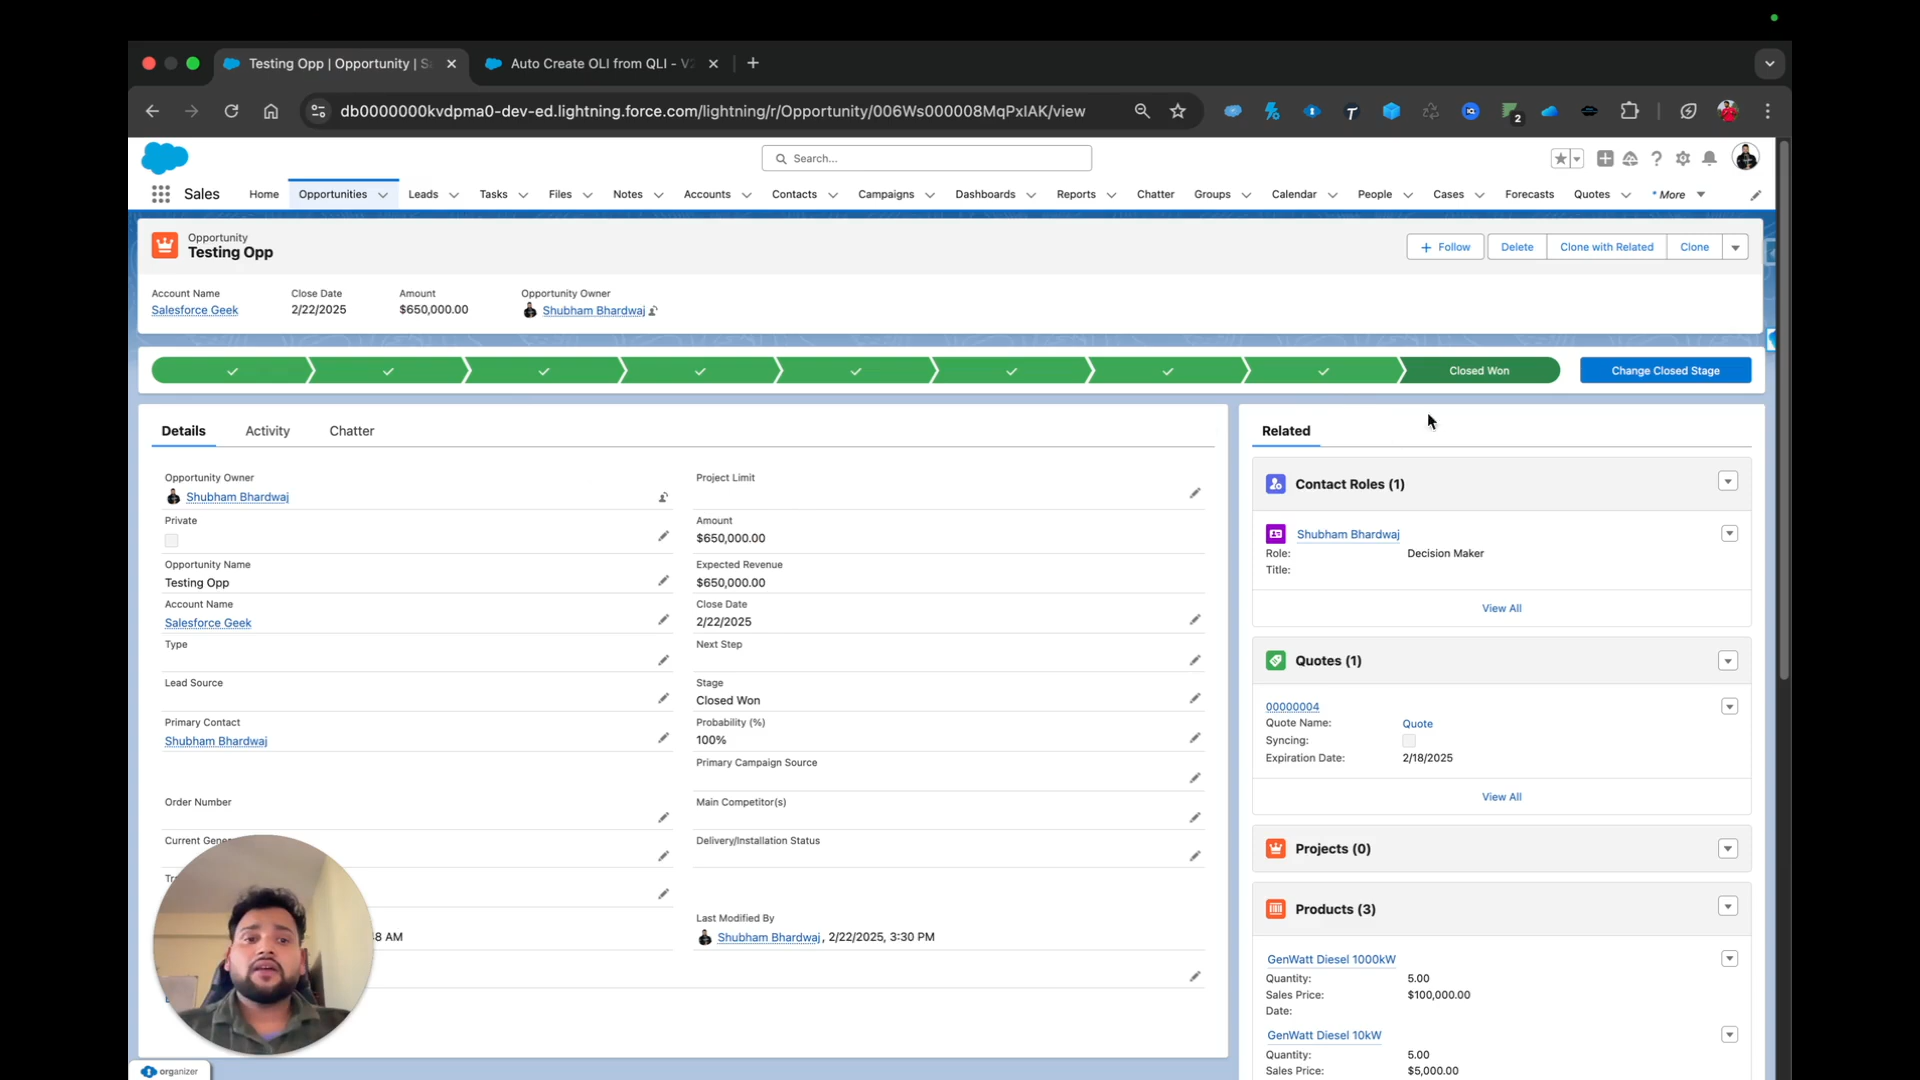 Testing Opp | Opportunity | S
Auto Create OLI from QLI - V
db0000000kvdpma0-dev-ed.lightning.force.com/lightning/r/Opportunity/006Ws000008MqPxIAK/view
2
Search...
Sales
Home
Opportunities
Leads
Tasks
Files
Notes
Accounts
Contacts
Campaigns
Dashboards
Reports
Chatter
Groups
Calendar
People
Cases
Forecasts
Quotes
* More
Opportunity
Testing Opp
Follow
Delete
Clone with Related
Clone
Account Name
Close Date
Amount
Opportunity Owner
Salesforce Geek
2/22/2025
$650,000.00
Shubham Bhardwaj
Closed Won
Change Closed Stage
Details
Activity
Chatter
Opportunity Owner
Shubham Bhardwaj
Private
Opportunity Name
Testing Opp
Account Name
Salesforce Geek
Type
Lead Source
Primary Contact
Shubham Bhardwaj
Order Number
Current Gene
Tr
8 AM
Project Limit
Amount
$650,000.00
Expected Revenue
$650,000.00
Close Date
2/22/2025
Next Step
Stage
Closed Won
Probability (%)
100%
Primary Campaign Source
Main Competitor(s)
Delivery/Installation Status
Last Modified By
Shubham Bhardwaj, 2/22/2025, 3:30 PM
Related
Contact Roles (1)
Shubham Bhardwaj
Role: Decision Maker
Title:
View All
Quotes (1)
00000004
Quote Name: Quote
Syncing:
Expiration Date: 2/18/2025
View All
Projects (0)
Products (3)
GenWatt Diesel 1000kW
Quantity: 5.00
Sales Price: $100,000.00
Date:
GenWatt Diesel 10kW
Quantity: 5.00
Sales Price: $5,000.00
organizer